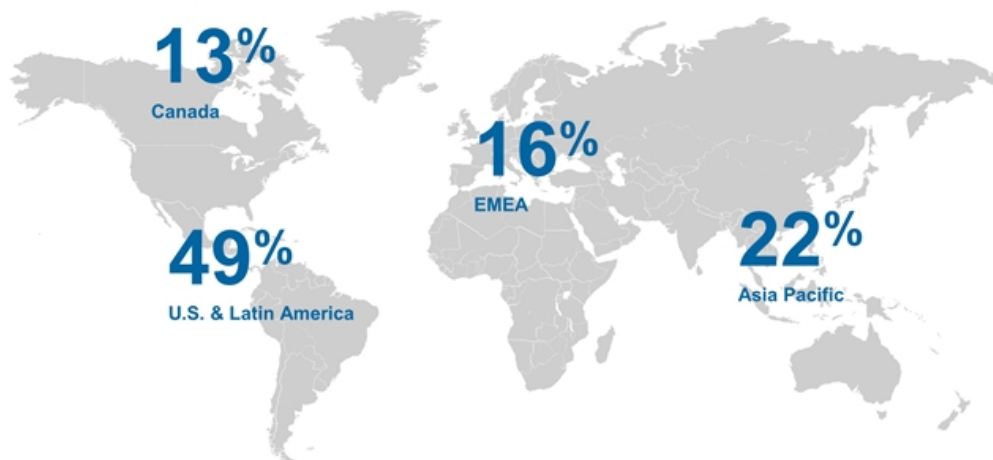 13%
Canada
16%
EMEA
49%
U.S. & Latin America
22%
Asia Pacific